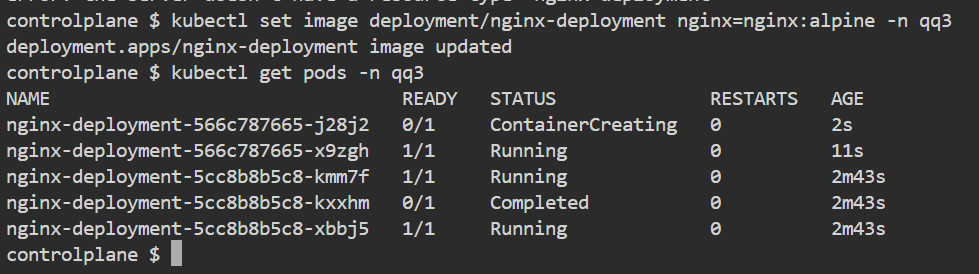 controlplane $ kubectl set image deployment/nginx-deployment nginx=nginx:alpine -n qq3
deployment.apps/nginx-deployment image updated
controlplane $ kubectl get pods -n qq3
NAME READY STATUS RESTARTS AGE
nginx-deployment-566c787665-j28j2 0/1 ContainerCreating 0 2s
nginx-deployment-566c787665-x9zgh 1/1 Running 0 11s
nginx-deployment-5cc8b8b5c8-kmm7f 1/1 Running 0 2m43s
nginx-deployment-5cc8b8b5c8-kxxhm 0/1 Completed 0 2m43s
nginx-deployment-5cc8b8b5c8-xbbj5 1/1 Running 0 2m43s
controlplane $